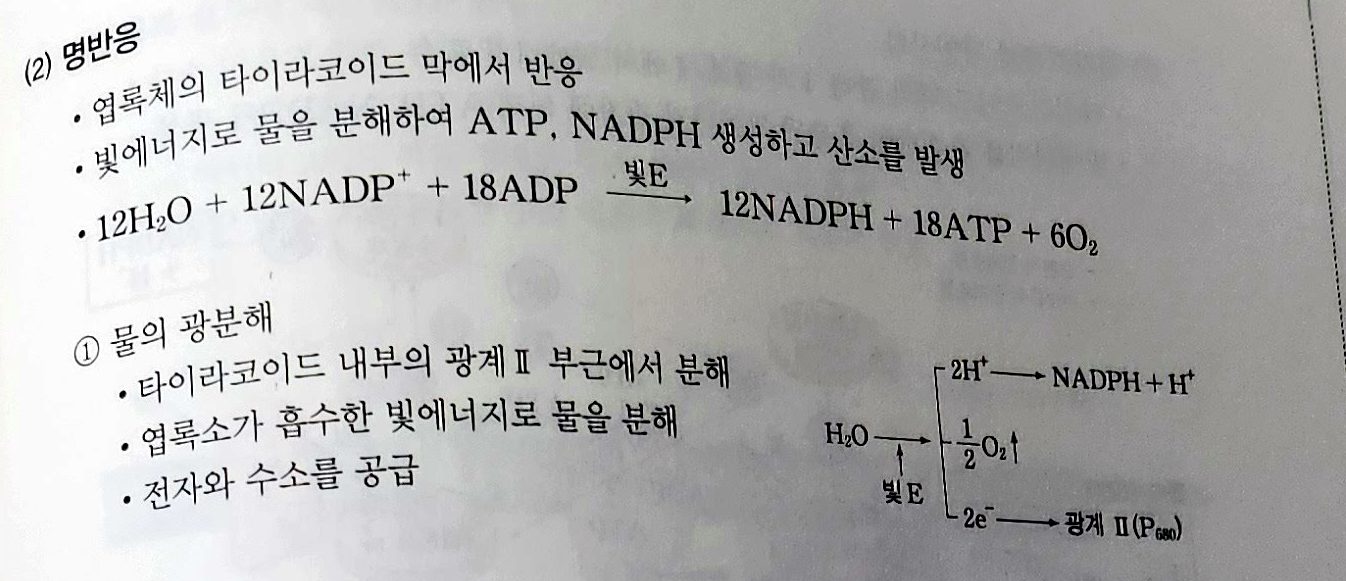 (2) 명반응
• 엽록체의 타이라코이드 막에서 반응
• 빛에너지로 물을 분해하여 ATP, NADPH 생성하고 산소를 발생
• 12H₂O + 12NADP⁺ + 18ADP 빛E→ 12NADPH + 18ATP + 6O₂
① 물의 광분해
• 타이라코이드 내부의 광계Ⅱ 부근에서 분해
• 엽록소가 흡수한 빛에너지로 물을 분해
• 전자와 수소를 공급
2H⁺ → NADPH + H⁺
H₂O → 1/2 O₂↑
빛E
2e⁻ → 광계 Ⅱ(P₆₈₀)